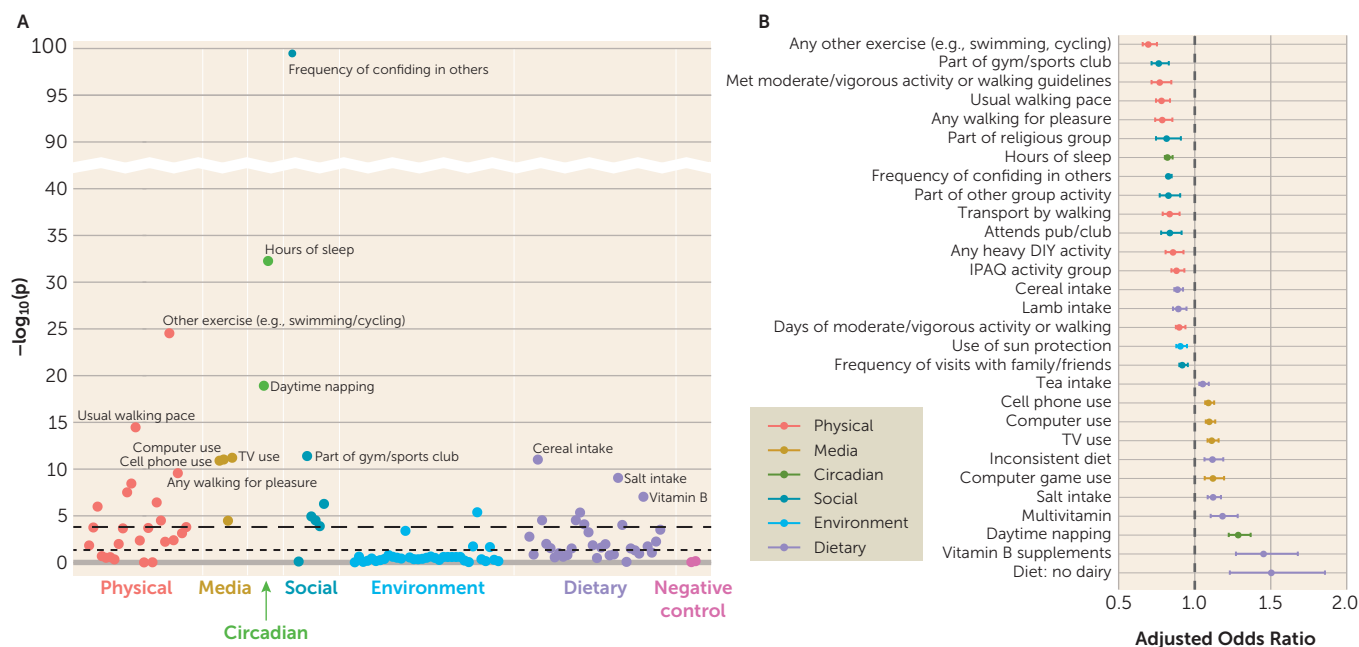 A
100
95
90
40
35
30
25
20
15
10
5
0
−log10(p)
Frequency of confiding in others
Hours of sleep
Other exercise (e.g., swimming/cycling)
Daytime napping
Usual walking pace
Computer use
Cell phone use
TV use
Any walking for pleasure
Part of gym/sports club
Cereal intake
Salt intake
Vitamin B
Physical
Media
Circadian
Social
Environment
Dietary
Negative
control
B
Any other exercise (e.g., swimming, cycling)
Part of gym/sports club
Met moderate/vigorous activity or walking guidelines
Usual walking pace
Any walking for pleasure
Part of religious group
Hours of sleep
Frequency of confiding in others
Part of other group activity
Transport by walking
Attends pub/club
Any heavy DIY activity
IPAQ activity group
Cereal intake
Lamb intake
Days of moderate/vigorous activity or walking
Use of sun protection
Frequency of visits with family/friends
Tea intake
Cell phone use
Computer use
TV use
Inconsistent diet
Computer game use
Salt intake
Multivitamin
Daytime napping
Vitamin B supplements
Diet: no dairy
Physical
Media
Circadian
Social
Environment
Dietary
0.5 1.0 1.5 2.0
Adjusted Odds Ratio